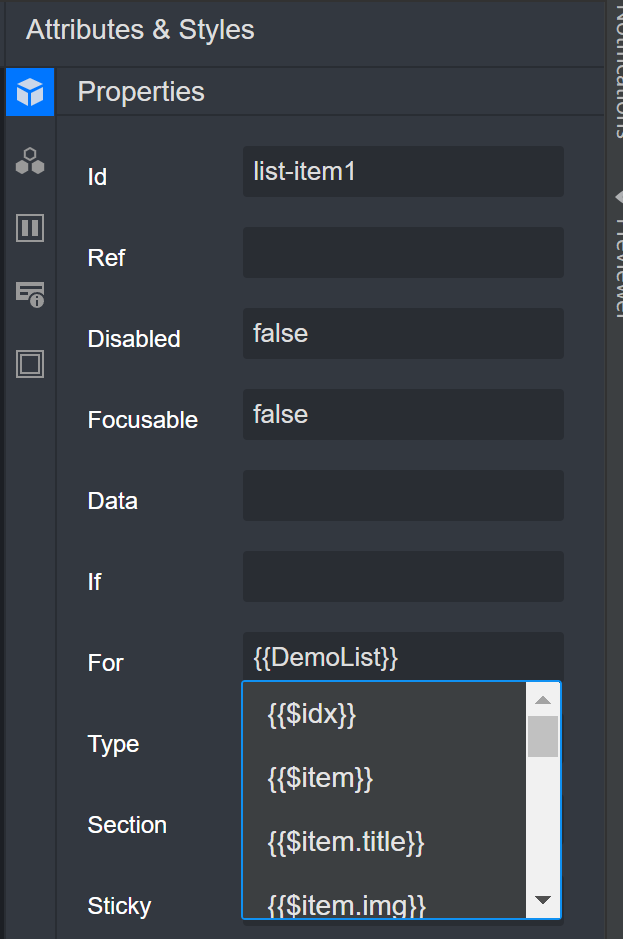 Attributes & Styles
Properties
Id
list-item1
Ref
Disabled
false
Focusable
false
Data
If
For
{{DemoList}}
{{$idx}}
Type
{{$item}}
Section
{{$item.title}}
Sticky
{{$item.img}}
Notifications
Previewer